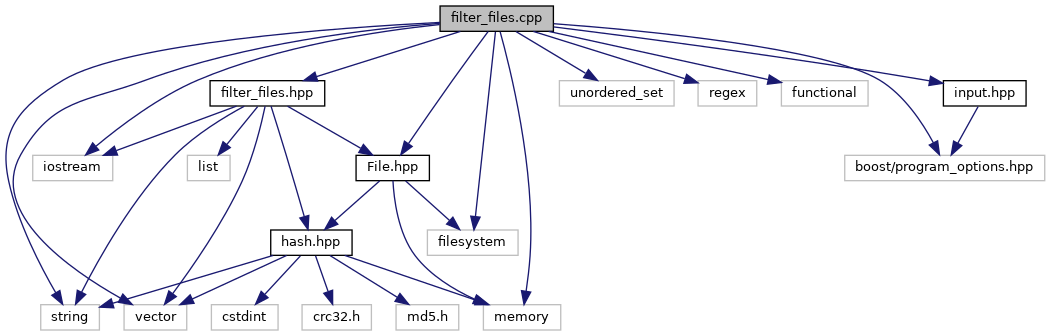 filter_files.cpp
filter_files.hpp
unordered_set
regex
functional
input.hpp
iostream
list
File.hpp
boost/program_options.hpp
hash.hpp
filesystem
string
vector
cstdint
crc32.h
md5.h
memory